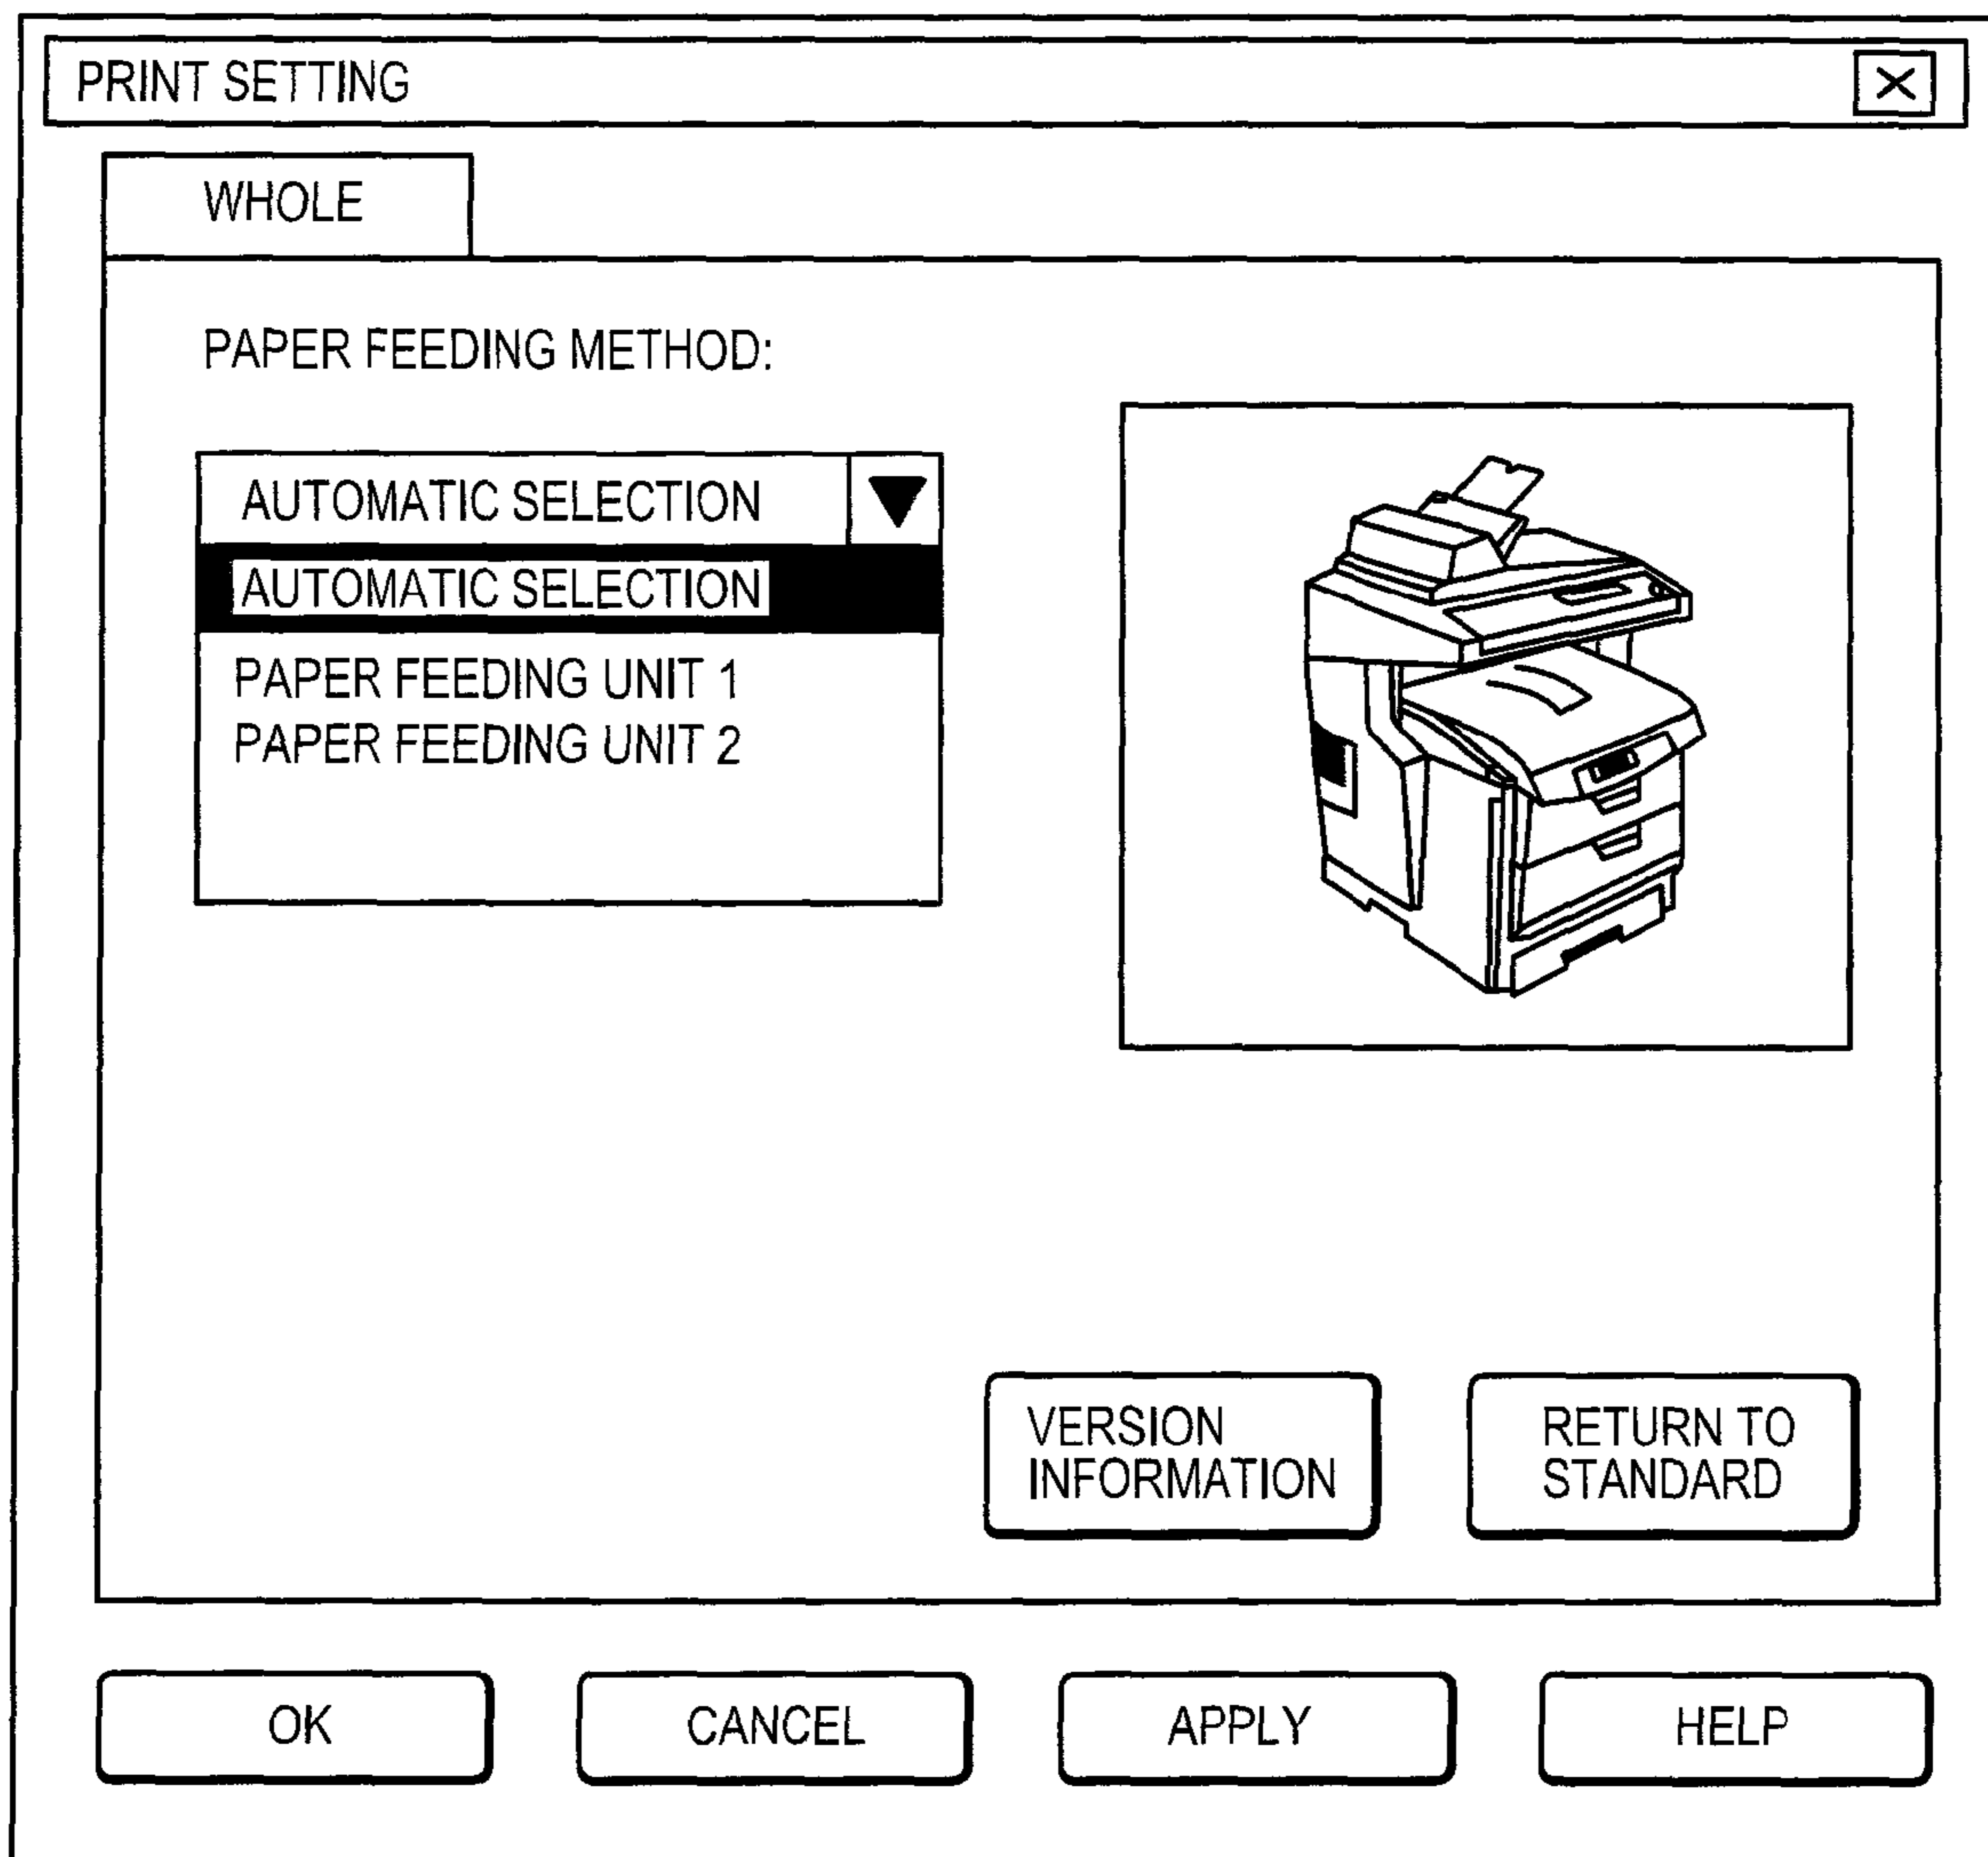 PRINT SETTING
WHOLE
PAPER FEEDING METHOD:
AUTOMATIC SELECTION
AUTOMATIC SELECTION
PAPER FEEDING UNIT 1
PAPER FEEDING UNIT 2
VERSION
INFORMATION
RETURN TO
STANDARD
OK
CANCEL
APPLY
HELP